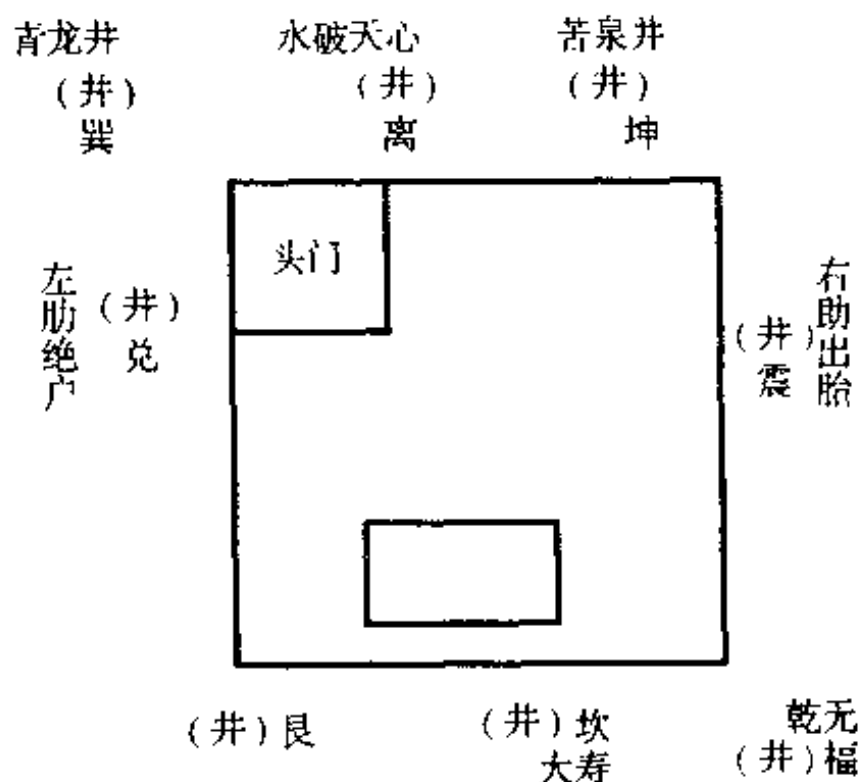 青龙井
水破天心
苦泉井
(井)
(井)
(井)
巽
离
坤
头门
左肋绝户
(井)
兑
(井)
震
右助出胎
(井)艮
(井)坎
大寿
乾无
(井)福